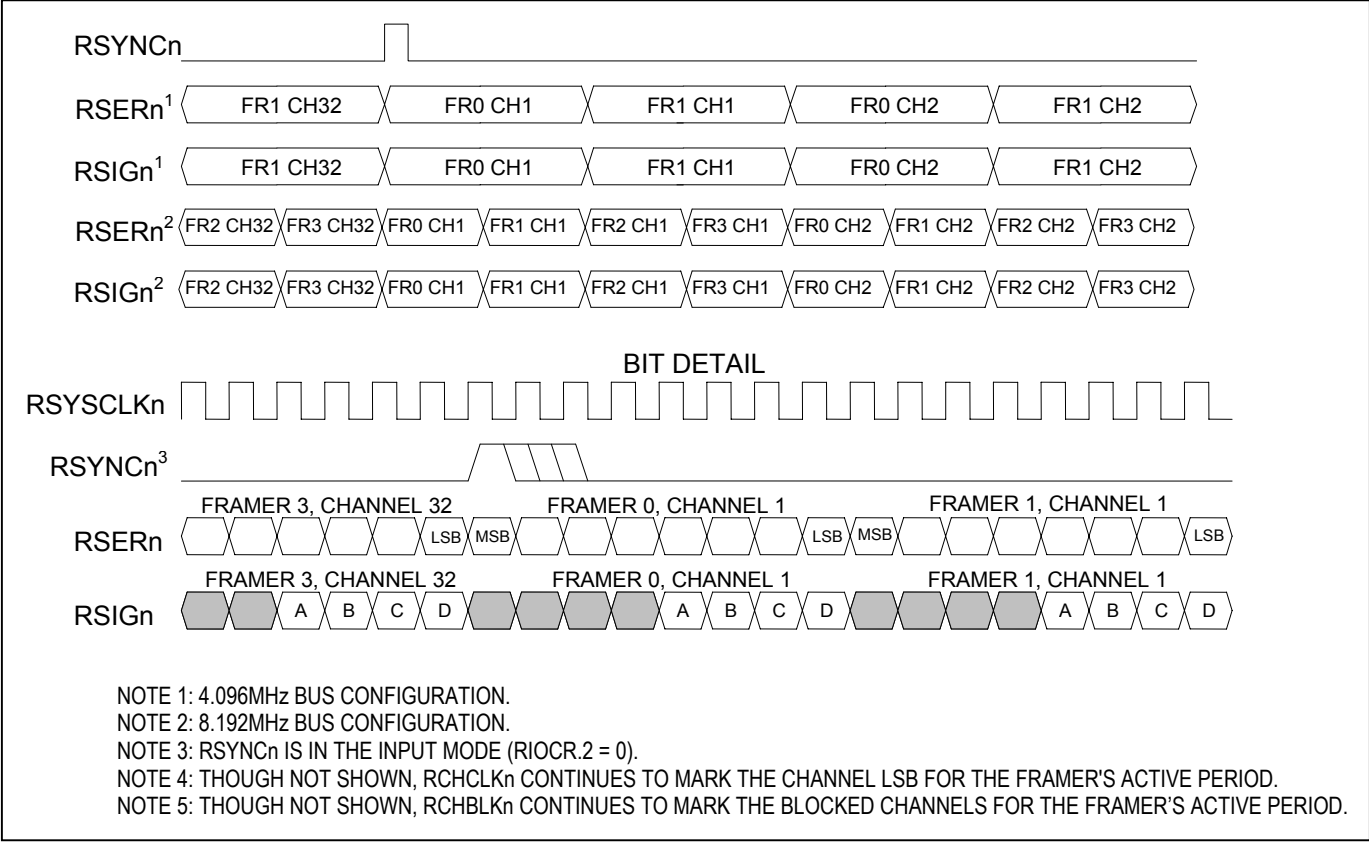 RSYNCn
RSERn1 FR1 CH32 FR0 CH1 FR1 CH1 FR0 CH2 FR1 CH2
RSIGn1 FR1 CH32 FR0 CH1 FR1 CH1 FR0 CH2 FR1 CH2
RSERn2 FR2 CH32 FR3 CH32 FR0 CH1 FR1 CH1 FR2 CH1 FR3 CH1 FR0 CH2 FR1 CH2 FR2 CH2 FR3 CH2
RSIGn2 FR2 CH32 FR3 CH32 FR0 CH1 FR1 CH1 FR2 CH1 FR3 CH1 FR0 CH2 FR1 CH2 FR2 CH2 FR3 CH2
BIT DETAIL
RSYSCLKn
RSYNCn3
FRAMER 3, CHANNEL 32 FRAMER 0, CHANNEL 1 FRAMER 1, CHANNEL 1
RSERn LSB MSB LSB MSB LSB
FRAMER 3, CHANNEL 32 FRAMER 0, CHANNEL 1 FRAMER 1, CHANNEL 1
RSIGn A B C D A B C D A B C D
NOTE 1: 4.096MHz BUS CONFIGURATION.
NOTE 2: 8.192MHz BUS CONFIGURATION.
NOTE 3: RSYNCn IS IN THE INPUT MODE (RIOCR.2 = 0).
NOTE 4: THOUGH NOT SHOWN, RCHCLKn CONTINUES TO MARK THE CHANNEL LSB FOR THE FRAMER'S ACTIVE PERIOD.
NOTE 5: THOUGH NOT SHOWN, RCHBLKn CONTINUES TO MARK THE BLOCKED CHANNELS FOR THE FRAMER’S ACTIVE PERIOD.